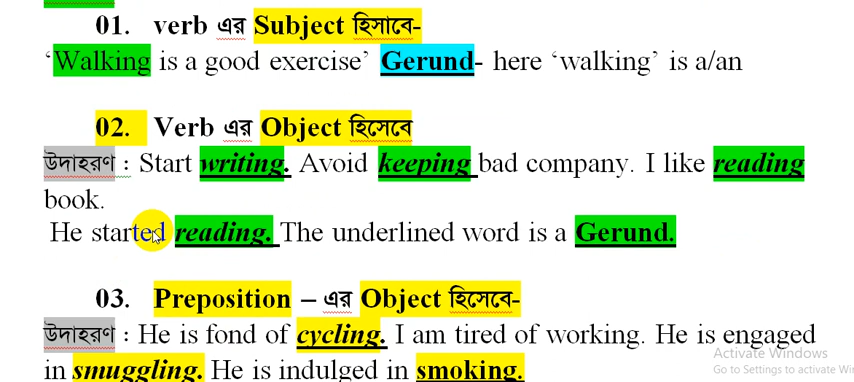 01. verb এর Subject হিসাবে-
‘Walking is a good exercise’ Gerund- here ‘walking’ is a/an
02. Verb এর Object হিসেবে
উদাহরণ : Start writing. Avoid keeping bad company. I like reading
book.
He started reading. The underlined word is a Gerund.
03. Preposition – এর Object হিসেবে-
উদাহরণ : He is fond of cycling. I am tired of working. He is engaged
in smuggling. He is indulged in smoking.
Activate Windows
Go to Settings to activate